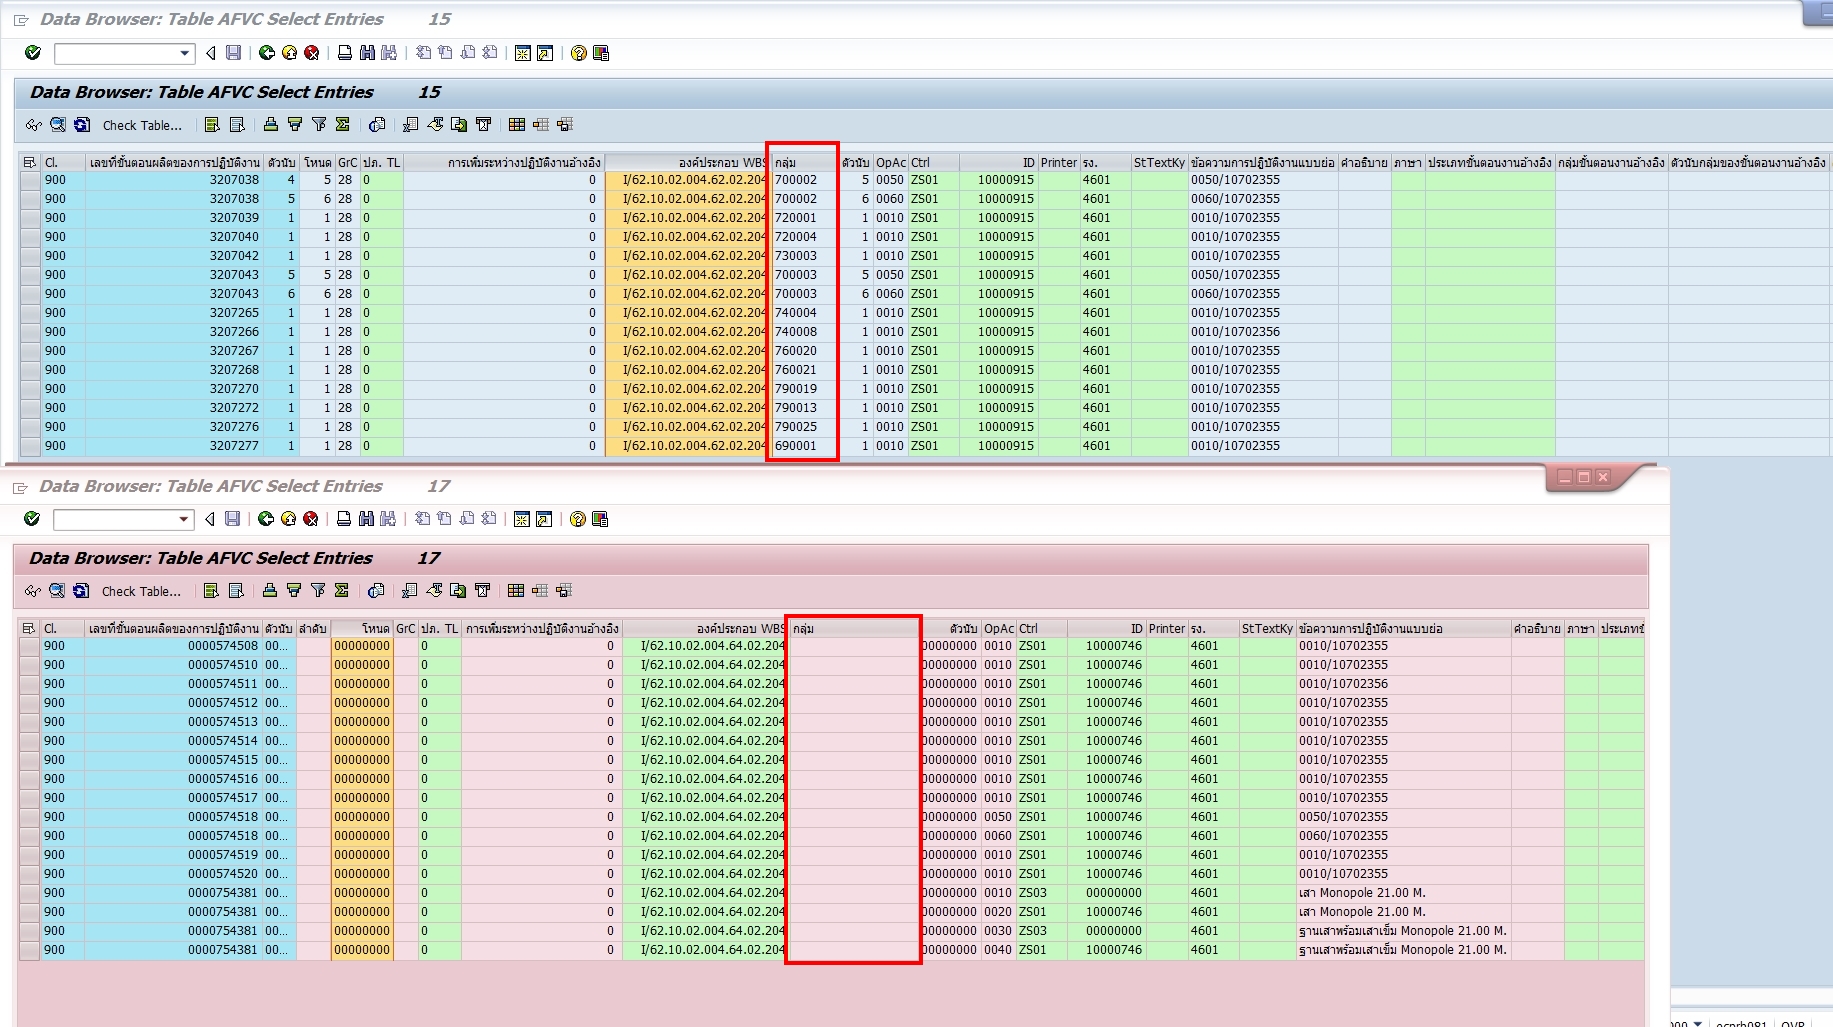 Data Browser: Table AFVC Select Entries 15
Data Browser: Table AFVC Select Entries 15
Check Table...
Cl. เลขที่ขั้นตอนผลิตของการปฏิบัติงาน ตัวนับ โหนด GrC ปภ. TL การเพิ่มระหว่างปฏิบัติงานอ้างอิง องค์ประกอบ WBS กลุ่ม ตัวนับ OpAc Ctrl ID Printer รง. StTextKy ข้อความการปฏิบัติงานแบบย่อ คำอธิบาย ภาษา ประเภทขั้นตอนงานอ้างอิง กลุ่มขั้นตอนงานอ้างอิง ตัวนับกลุ่มของขั้นตอนงานอ้างอิง
900 3207038 4 5 28 0 0 I/62.10.02.004.62.02.204 700002 5 0050 ZS01 10000915 4601 0050/10702355
900 3207038 5 6 28 0 0 I/62.10.02.004.62.02.204 700002 6 0060 ZS01 10000915 4601 0060/10702355
900 3207039 1 1 28 0 0 I/62.10.02.004.62.02.204 720001 1 0010 ZS01 10000915 4601 0010/10702355
900 3207040 1 1 28 0 0 I/62.10.02.004.62.02.204 720004 1 0010 ZS01 10000915 4601 0010/10702355
900 3207042 1 1 28 0 0 I/62.10.02.004.62.02.204 730003 1 0010 ZS01 10000915 4601 0010/10702355
900 3207043 5 5 28 0 0 I/62.10.02.004.62.02.204 700003 5 0050 ZS01 10000915 4601 0050/10702355
900 3207043 6 6 28 0 0 I/62.10.02.004.62.02.204 700003 6 0060 ZS01 10000915 4601 0060/10702355
900 3207265 1 1 28 0 0 I/62.10.02.004.62.02.204 740004 1 0010 ZS01 10000915 4601 0010/10702355
900 3207266 1 1 28 0 0 I/62.10.02.004.62.02.204 740008 1 0010 ZS01 10000915 4601 0010/10702356
900 3207267 1 1 28 0 0 I/62.10.02.004.62.02.204 760020 1 0010 ZS01 10000915 4601 0010/10702355
900 3207268 1 1 28 0 0 I/62.10.02.004.62.02.204 760021 1 0010 ZS01 10000915 4601 0010/10702355
900 3207270 1 1 28 0 0 I/62.10.02.004.62.02.204 790019 1 0010 ZS01 10000915 4601 0010/10702355
900 3207272 1 1 28 0 0 I/62.10.02.004.62.02.204 790013 1 0010 ZS01 10000915 4601 0010/10702355
900 3207276 1 1 28 0 0 I/62.10.02.004.62.02.204 790025 1 0010 ZS01 10000915 4601 0010/10702355
900 3207277 1 1 28 0 0 I/62.10.02.004.62.02.204 690001 1 0010 ZS01 10000915 4601 0010/10702355
Data Browser: Table AFVC Select Entries 17
Data Browser: Table AFVC Select Entries 17
Check Table...
Cl. เลขที่ขั้นตอนผลิตของการปฏิบัติงาน ตัวนับ ลำดับ โหนด GrC ปภ. TL การเพิ่มระหว่างปฏิบัติงานอ้างอิง องค์ประกอบ WBS กลุ่ม ตัวนับ OpAc Ctrl ID Printer รง. StTextKy ข้อความการปฏิบัติงานแบบย่อ คำอธิบาย ภาษา
900 0000574508 00... 00000000 0 0 I/62.10.02.004.64.02.204 00000000 0010 ZS01 10000746 4601 0010/10702355
900 0000574510 00... 00000000 0 0 I/62.10.02.004.64.02.204 00000000 0010 ZS01 10000746 4601 0010/10702355
900 0000574511 00... 00000000 0 0 I/62.10.02.004.64.02.204 00000000 0010 ZS01 10000746 4601 0010/10702356
900 0000574512 00... 00000000 0 0 I/62.10.02.004.64.02.204 00000000 0010 ZS01 10000746 4601 0010/10702355
900 0000574513 00... 00000000 0 0 I/62.10.02.004.64.02.204 00000000 0010 ZS01 10000746 4601 0010/10702355
900 0000574514 00... 00000000 0 0 I/62.10.02.004.64.02.204 00000000 0010 ZS01 10000746 4601 0010/10702355
900 0000574515 00... 00000000 0 0 I/62.10.02.004.64.02.204 00000000 0010 ZS01 10000746 4601 0010/10702355
900 0000574516 00... 00000000 0 0 I/62.10.02.004.64.02.204 00000000 0010 ZS01 10000746 4601 0010/10702355
900 0000574517 00... 00000000 0 0 I/62.10.02.004.64.02.204 00000000 0010 ZS01 10000746 4601 0010/10702355
900 0000574518 00... 00000000 0 0 I/62.10.02.004.64.02.204 00000000 0050 ZS01 10000746 4601 0050/10702355
900 0000574518 00... 00000000 0 0 I/62.10.02.004.64.02.204 00000000 0060 ZS01 10000746 4601 0060/10702355
900 0000574519 00... 00000000 0 0 I/62.10.02.004.64.02.204 00000000 0010 ZS01 10000746 4601 0010/10702355
900 0000574520 00... 00000000 0 0 I/62.10.02.004.64.02.204 00000000 0010 ZS01 10000746 4601 0010/10702355
900 0000754381 00... 00000000 0 0 I/62.10.02.004.64.02.204 00000000 0010 ZS03 00000000 4601 เสา Monopole 21.00 M.
900 0000754381 00... 00000000 0 0 I/62.10.02.004.64.02.204 00000000 0020 ZS01 10000746 4601 เสา Monopole 21.00 M.
900 0000754381 00... 00000000 0 0 I/62.10.02.004.64.02.204 00000000 0030 ZS03 00000000 4601 ฐานเสาพร้อมเสาเข็ม Monopole 21.00 M.
900 0000754381 00... 00000000 0 0 I/62.10.02.004.64.02.204 00000000 0040 ZS01 10000746 4601 ฐานเสาพร้อมเสาเข็ม Monopole 21.00 M.